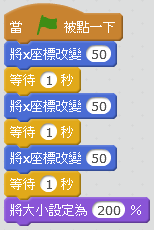 當 被點一下
將x座標改變 50
等待 1 秒
將x座標改變 50
等待 1 秒
將x座標改變 50
等待 1 秒
將大小設定為 200 %